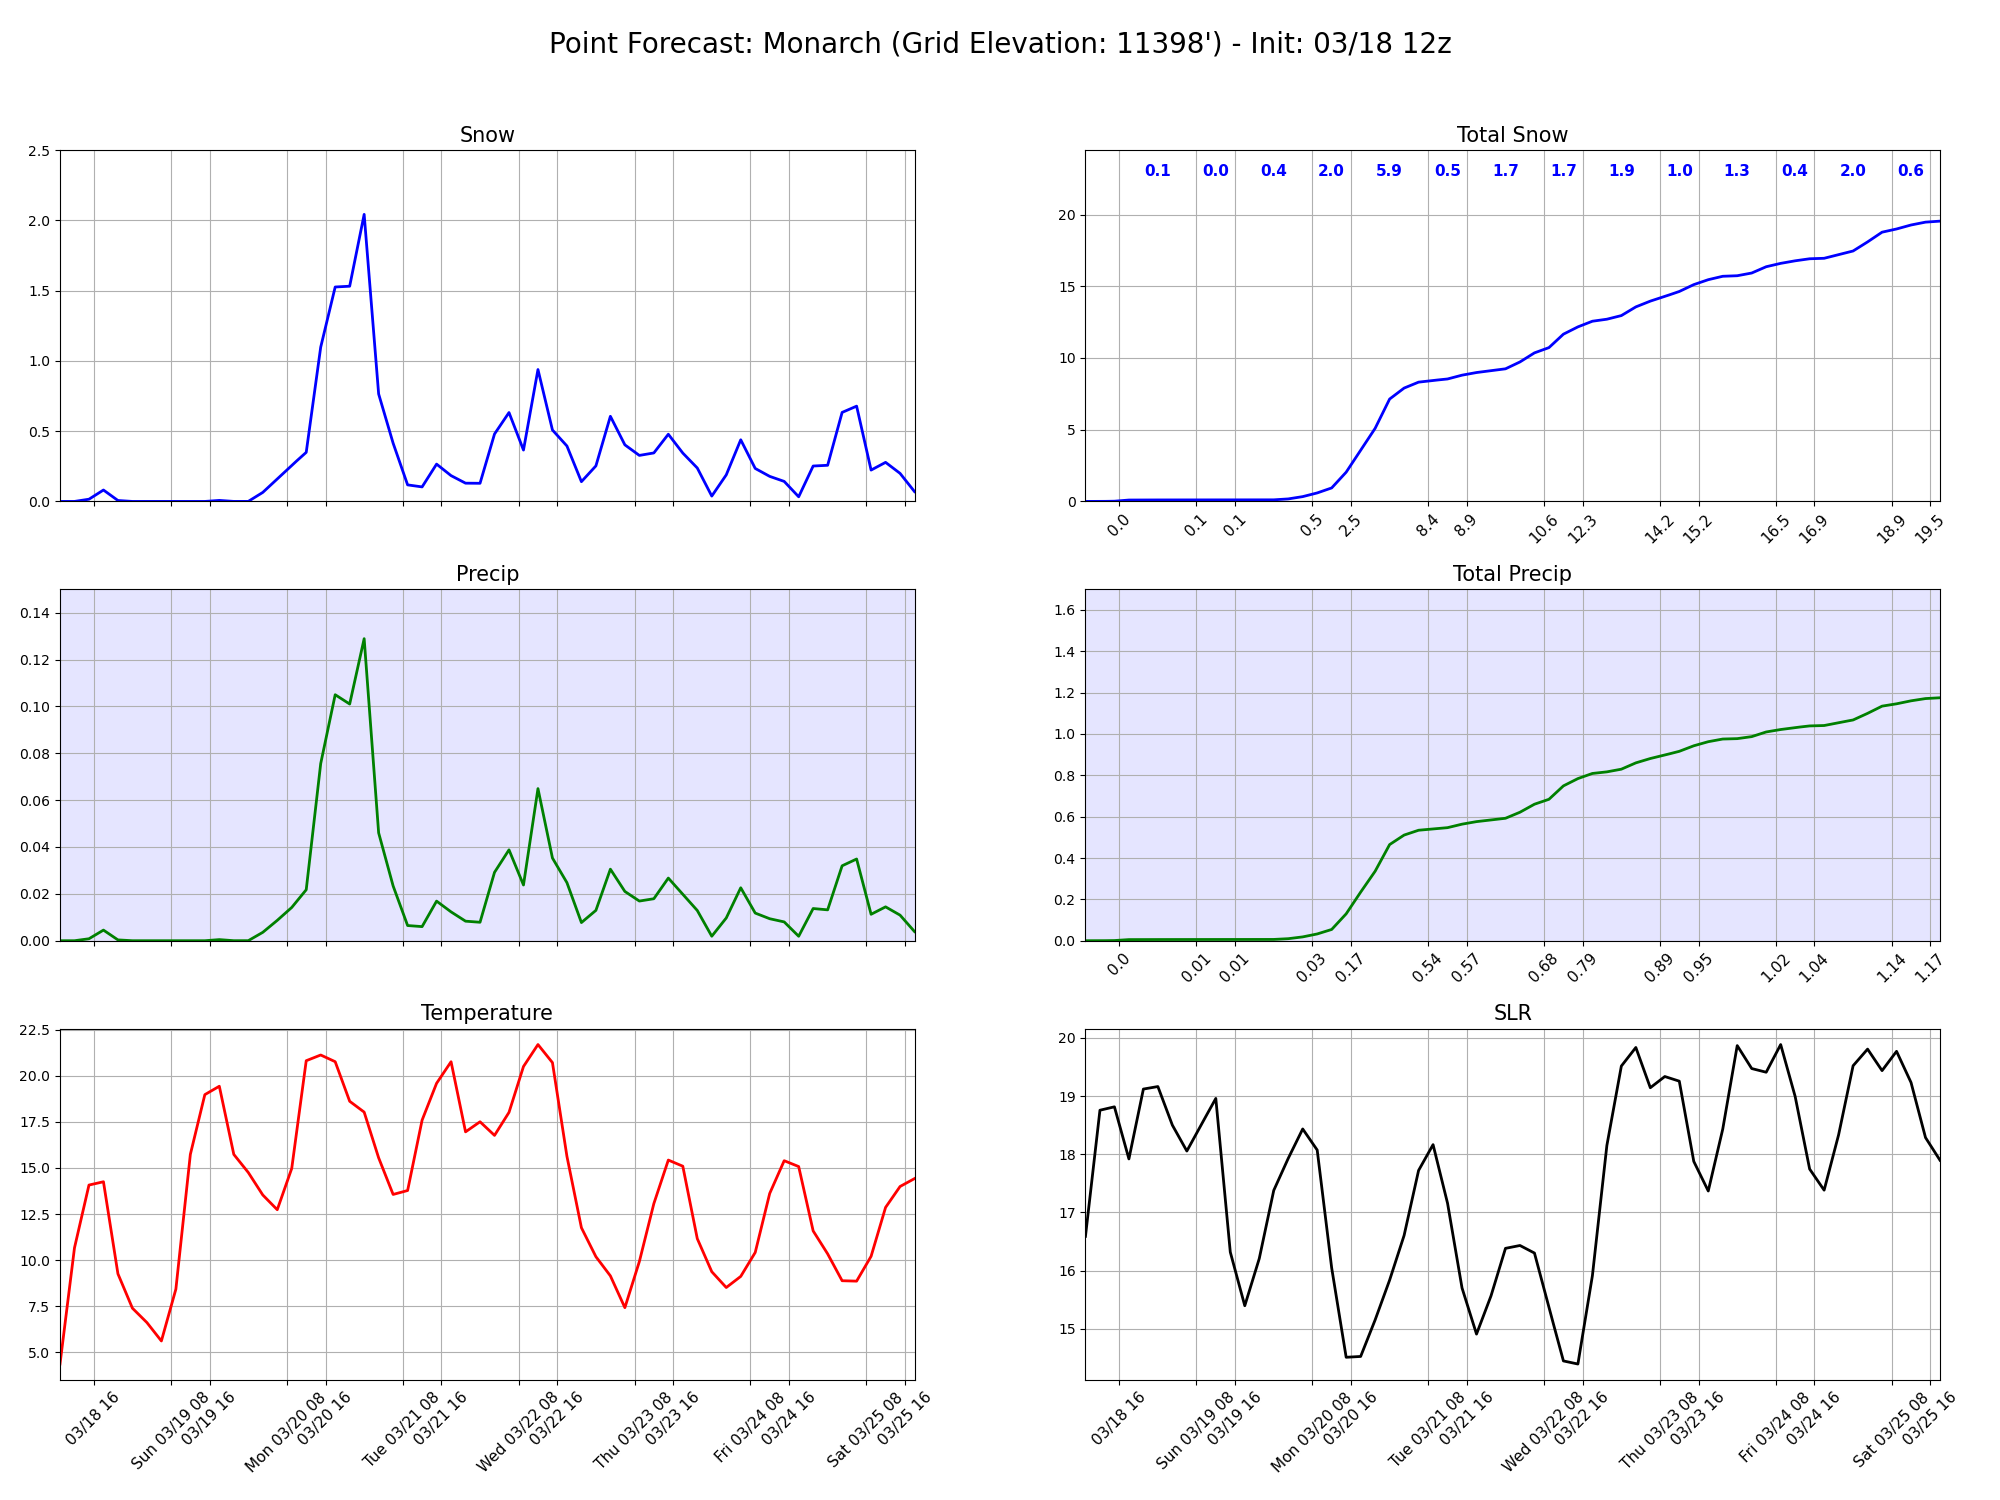 Point Forecast: Monarch (Grid Elevation: 11398') - Init: 03/18 12z
Snow
2.5
2.0
1.5
1.0
0.5
0.0
Total Snow
0.1 0.0 0.4 2.0 5.9 0.5 1.7 1.7 1.9 1.0 1.3 0.4 2.0 0.6
20
15
10
5
0
0.0 0.1 0.1 0.5 2.5 8.4 8.9 10.6 12.3 14.2 15.2 16.5 16.9 18.9 19.5
Precip
0.14
0.12
0.10
0.08
0.06
0.04
0.02
0.00
Total Precip
1.6
1.4
1.2
1.0
0.8
0.6
0.4
0.2
0.0
0.0 0.01 0.01 0.03 0.17 0.54 0.57 0.68 0.79 0.89 0.95 1.02 1.04 1.14 1.17
Temperature
22.5
20.0
17.5
15.0
12.5
10.0
7.5
5.0
03/18 16
Sun 03/19 08
03/19 16
Mon 03/20 08
03/20 16
Tue 03/21 08
03/21 16
Wed 03/22 08
03/22 16
Thu 03/23 08
03/23 16
Fri 03/24 08
03/24 16
Sat 03/25 08
03/25 16
SLR
20
19
18
17
16
15
03/18 16
Sun 03/19 08
03/19 16
Mon 03/20 08
03/20 16
Tue 03/21 08
03/21 16
Wed 03/22 08
03/22 16
Thu 03/23 08
03/23 16
Fri 03/24 08
03/24 16
Sat 03/25 08
03/25 16